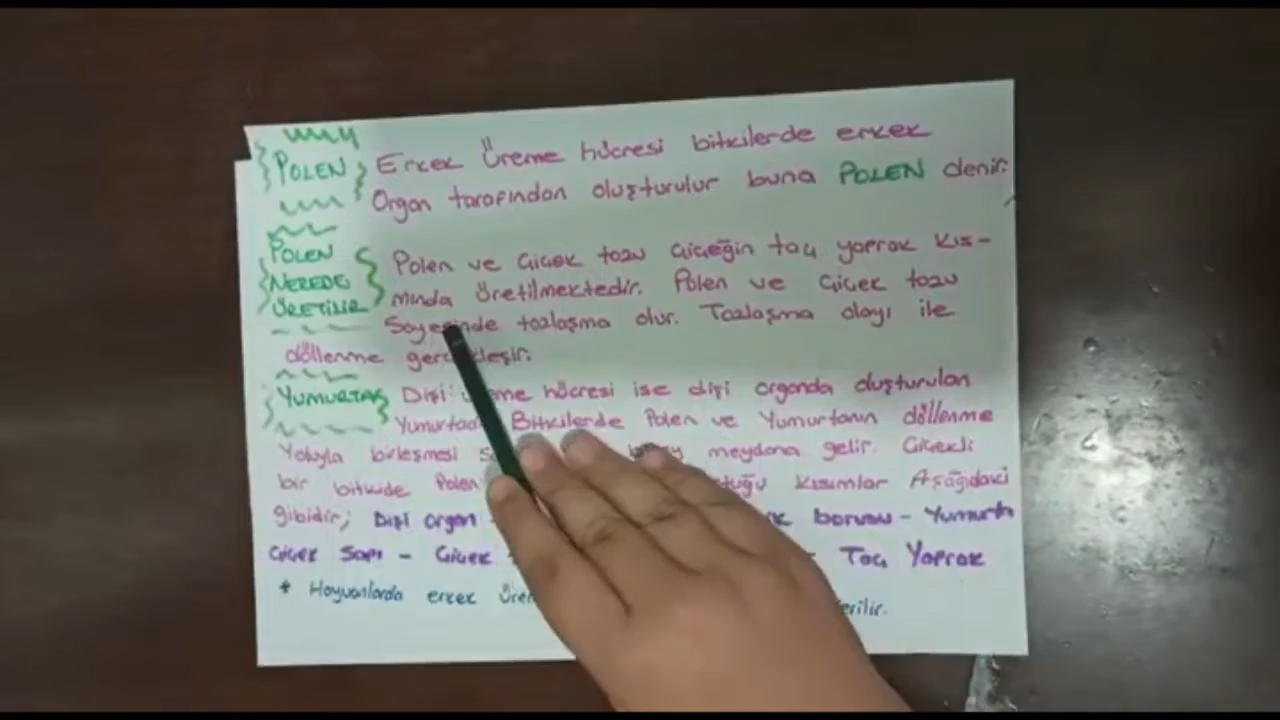 POLEN Erkek Üreme hücresi bitkilerde erkek
Organ tarafından oluşturulur buna POLEN denir.
POLEN
NEREDE
ÜRETİLİR
Polen ve Çiçek tozu Çiçeğin taç yaprak kıs-
mında üretilmektedir. Polen ve Çiçek tozu
Sayesinde tozlaşma olur. Tozlaşma olayı ile
döllenme
YUMURTA Dişi hücresi ise dişi organda oluşturulan
Bitkilerde Polen ve Yumurtanın döllenme
Yoluyla birleşmesi meydana gelir. Çiçekli
bir bitkide Polen kısımlar Aşağıdaki
gibidir; Dişi organ - borusu - Yumurta
Çiçek Sapı - Çiçek - Taç Yaprak
* Hayvanlarda erkek